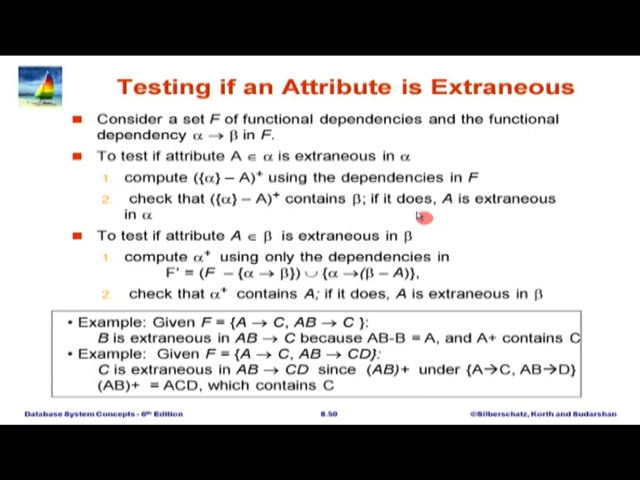 Testing if an Attribute is Extraneous
Consider a set F of functional dependencies and the functional
dependency α → β in F.
To test if attribute A ∈ α is extraneous in α
1. compute ({α} – A)+ using the dependencies in F
2. check that ({α} – A)+ contains β; if it does, A is extraneous
in α
To test if attribute A ∈ β is extraneous in β
1. compute α+ using only the dependencies in
F' = (F – {α → β}) ∪ {α →(β – A)},
2. check that α+ contains A; if it does, A is extraneous in β
• Example: Given F = {A → C, AB → C }:
B is extraneous in AB → C because AB-B = A, and A+ contains C
• Example: Given F = {A → C, AB → CD}:
C is extraneous in AB → CD since (AB)+ under {A→C, AB→D}
(AB)+ = ACD, which contains C
Database System Concepts - 6th Edition
8.50
©Silberschatz, Korth and Sudarshan